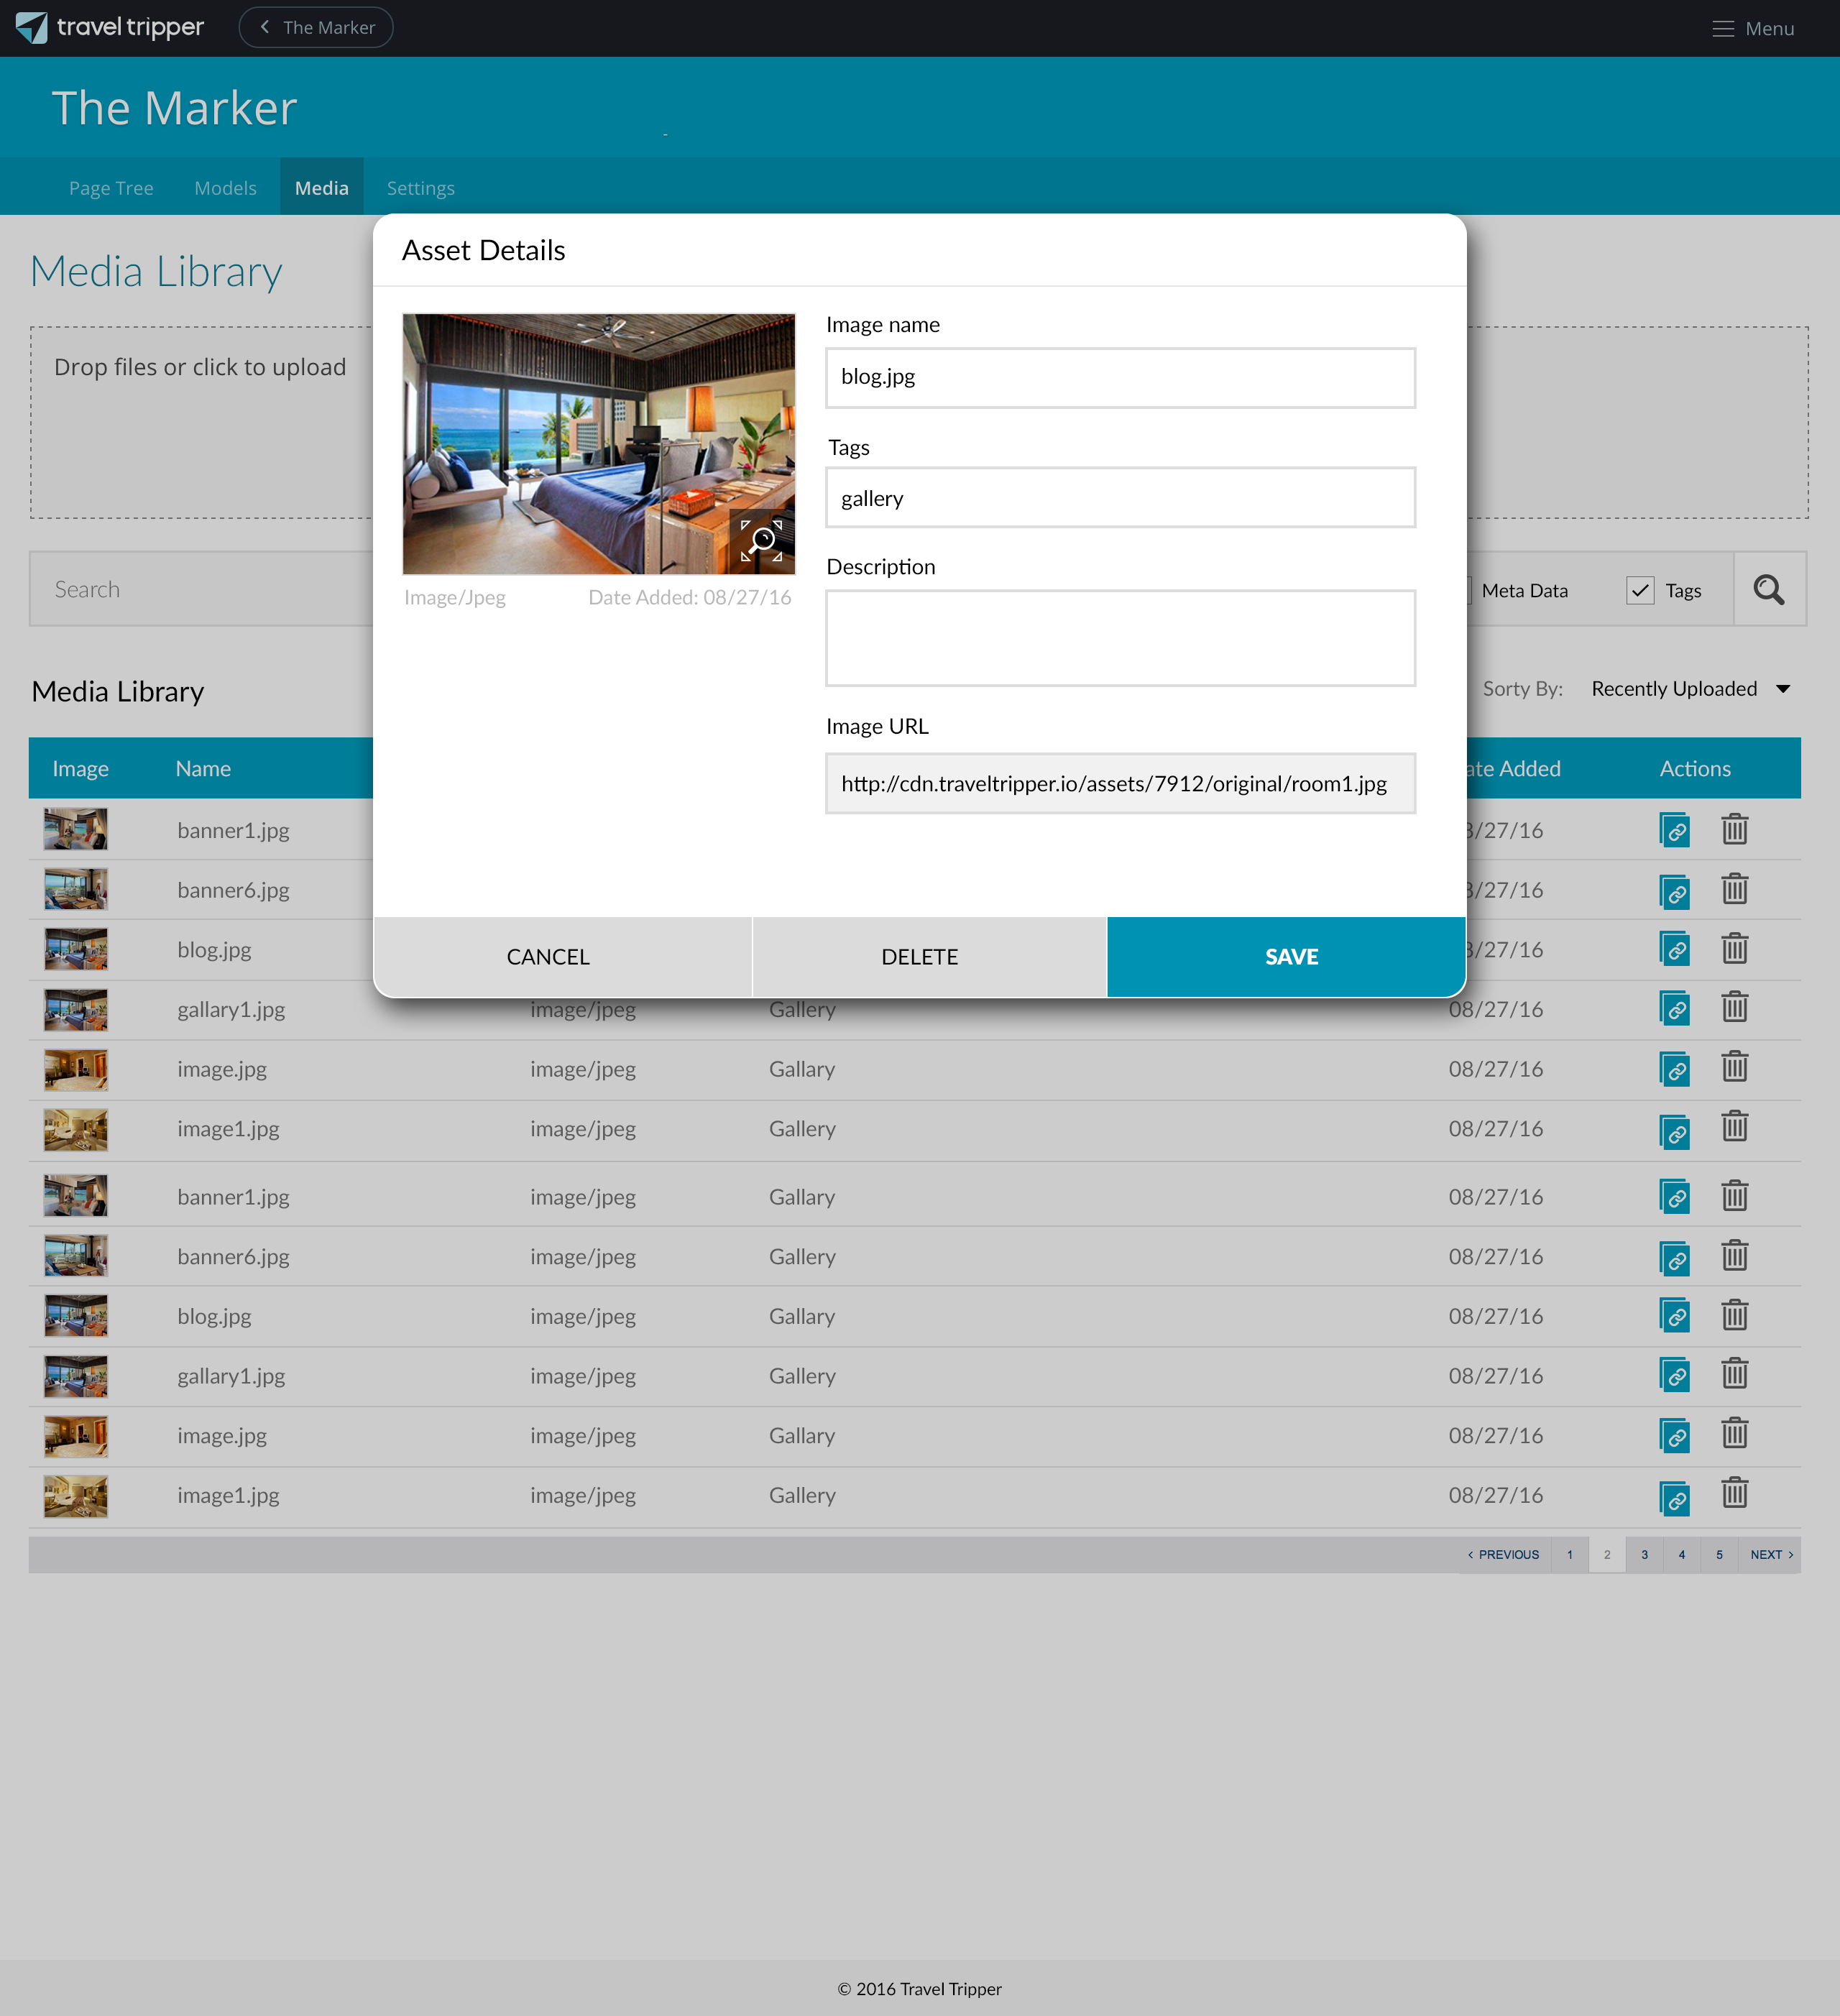 travel tripper
The Marker
Menu
The Marker
-
Page Tree Models Media Settings
Media Library
Drop files or click to upload
Search
Meta Data Tags
Media Library
Sorty By: Recently Uploaded
Image Name ate Added Actions
banner1.jpg 8/27/16
banner6.jpg 8/27/16
blog.jpg 8/27/16
gallary1.jpg image/jpeg Gallery 08/27/16
image.jpg image/jpeg Gallary 08/27/16
image1.jpg image/jpeg Gallery 08/27/16
banner1.jpg image/jpeg Gallary 08/27/16
banner6.jpg image/jpeg Gallery 08/27/16
blog.jpg image/jpeg Gallary 08/27/16
gallary1.jpg image/jpeg Gallery 08/27/16
image.jpg image/jpeg Gallary 08/27/16
image1.jpg image/jpeg Gallery 08/27/16
< PREVIOUS 1 2 3 4 5 NEXT >
Asset Details
Image/Jpeg Date Added: 08/27/16
Image name
blog.jpg
Tags
gallery
Description
Image URL
http://cdn.traveltripper.io/assets/7912/original/room1.jpg
CANCEL DELETE SAVE
© 2016 Travel Tripper